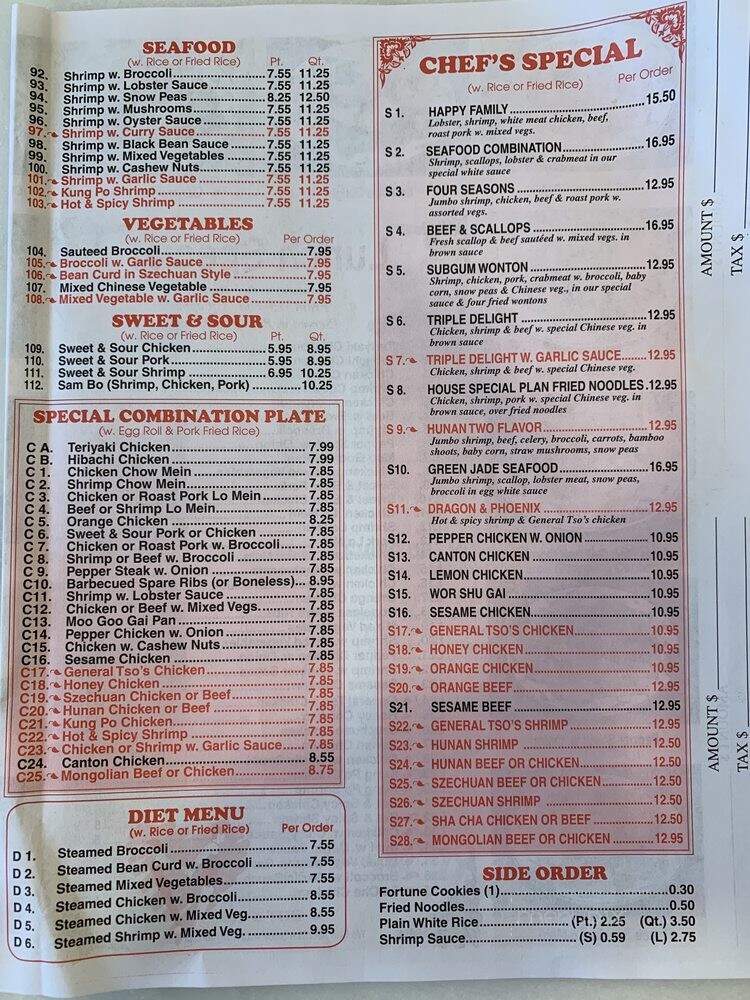 SEAFOOD
(w. Rice or Fried Rice) Pt. Qt.
92. Shrimp w. Broccoli 7.55 11.25
93. Shrimp w. Lobster Sauce 7.55 11.25
94. Shrimp w. Snow Peas 8.25 12.50
95. Shrimp w. Mushrooms 7.55 11.25
96. Shrimp w. Oyster Sauce 7.55 11.25
97. Shrimp w. Curry Sauce 7.55 11.25
98. Shrimp w. Black Bean Sauce 7.55 11.25
99. Shrimp w. Mixed Vegetables 7.55 11.25
100. Shrimp w. Cashew Nuts 7.55 11.25
101. Shrimp w. Garlic Sauce 7.55 11.25
102. Kung Po Shrimp 7.55 11.25
103. Hot & Spicy Shrimp 7.55 11.25
VEGETABLES
(w. Rice or Fried Rice) Per Order
104. Sauteed Broccoli 7.95
105. Broccoli w. Garlic Sauce 7.95
106. Bean Curd in Szechuan Style 7.95
107. Mixed Chinese Vegetable 7.95
108. Mixed Vegetable w. Garlic Sauce 7.95
SWEET & SOUR
(w. Rice or Fried Rice) Pt. Qt.
109. Sweet & Sour Chicken 5.95 8.95
110. Sweet & Sour Pork 5.95 8.95
111. Sweet & Sour Shrimp 6.95 10.25
112. Sam Bo (Shrimp, Chicken, Pork) 10.25
SPECIAL COMBINATION PLATE
(w. Egg Roll & Pork Fried Rice)
C A. Teriyaki Chicken 7.99
C B. Hibachi Chicken 7.99
C 1. Chicken Chow Mein 7.85
C 2. Shrimp Chow Mein 7.85
C 3. Chicken or Roast Pork Lo Mein 7.85
C 4. Beef or Shrimp Lo Mein 7.85
C 5. Orange Chicken 8.25
C 6. Sweet & Sour Pork or Chicken 7.85
C 7. Chicken or Roast Pork w. Broccoli 7.85
C 8. Shrimp or Beef w. Broccoli 7.85
C 9. Pepper Steak w. Onion 7.85
C10. Barbecued Spare Ribs (or Boneless) 8.95
C11. Shrimp w. Lobster Sauce 7.85
C12. Chicken or Beef w. Mixed Vegs. 7.85
C13. Moo Goo Gai Pan 7.85
C14. Pepper Chicken w. Onion 7.85
C15. Chicken w. Cashew Nuts 7.85
C16. Sesame Chicken 7.85
C17. General Tso's Chicken 7.85
C18. Honey Chicken 7.85
C19. Szechuan Chicken or Beef 7.85
C20. Hunan Chicken or Beef 7.85
C21. Kung Po Chicken 7.85
C22. Hot & Spicy Shrimp 7.85
C23. Chicken or Shrimp w. Garlic Sauce 7.85
C24. Canton Chicken 8.55
C25. Mongolian Beef or Chicken 8.75
DIET MENU
(w. Rice or Fried Rice) Per Order
D 1. Steamed Broccoli 7.55
D 2. Steamed Bean Curd w. Broccoli 7.55
D 3. Steamed Mixed Vegetables 7.55
D 4. Steamed Chicken w. Broccoli 8.55
D 5. Steamed Chicken w. Mixed Veg. 8.55
D 6. Steamed Shrimp w. Mixed Veg. 9.95
CHEF'S SPECIAL
(w. Rice or Fried Rice) Per Order
S 1. HAPPY FAMILY 15.50
Lobster, shrimp, white meat chicken, beef,
roast pork w. mixed vegs.
S 2. SEAFOOD COMBINATION 16.95
Shrimp, scallops, lobster & crabmeat in our
special white sauce
S 3. FOUR SEASONS 12.95
Jumbo shrimp, chicken, beef & roast pork w.
assorted vegs.
S 4. BEEF & SCALLOPS 16.95
Fresh scallop & beef sautéed w. mixed vegs. in
brown sauce
S 5. SUBGUM WONTON 12.95
Shrimp, chicken, pork, crabmeat w. broccoli, baby
corn, snow peas & Chinese veg., in our special
sauce & four fried wontons
S 6. TRIPLE DELIGHT 12.95
Chicken, shrimp & beef w. special Chinese veg. in
brown sauce
S 7. TRIPLE DELIGHT W. GARLIC SAUCE 12.95
Chicken, shrimp & beef w. special Chinese veg.
S 8. HOUSE SPECIAL PLAN FRIED NOODLES 12.95
Chicken, shrimp, pork w. special Chinese veg. in
brown sauce, over fried noodles
S 9. HUNAN TWO FLAVOR 12.95
Jumbo shrimp, beef, celery, broccoli, carrots, bamboo
shoots, baby corn, straw mushrooms, snow peas
S10. GREEN JADE SEAFOOD 16.95
Jumbo shrimp, scallop, lobster meat, snow peas,
broccoli in egg white sauce
S11. DRAGON & PHOENIX 12.95
Hot & spicy shrimp & General Tso's chicken
S12. PEPPER CHICKEN W. ONION 10.95
S13. CANTON CHICKEN 10.95
S14. LEMON CHICKEN 10.95
S15. WOR SHU GAI 10.95
S16. SESAME CHICKEN 10.95
S17. GENERAL TSO'S CHICKEN 10.95
S18. HONEY CHICKEN 10.95
S19. ORANGE CHICKEN 10.95
S20. ORANGE BEEF 12.95
S21. SESAME BEEF 12.95
S22. GENERAL TSO'S SHRIMP 12.95
S23. HUNAN SHRIMP 12.50
S24. HUNAN BEEF OR CHICKEN 12.50
S25. SZECHUAN BEEF OR CHICKEN 12.50
S26. SZECHUAN SHRIMP 12.50
S27. SHA CHA CHICKEN OR BEEF 12.50
S28. MONGOLIAN BEEF OR CHICKEN 12.95
SIDE ORDER
Fortune Cookies (1) 0.30
Fried Noodles 0.50
Plain White Rice (Pt.) 2.25 (Qt.) 3.50
Shrimp Sauce (S) 0.59 (L) 2.75
AMOUNT $
TAX $
AMOUNT $
TAX $